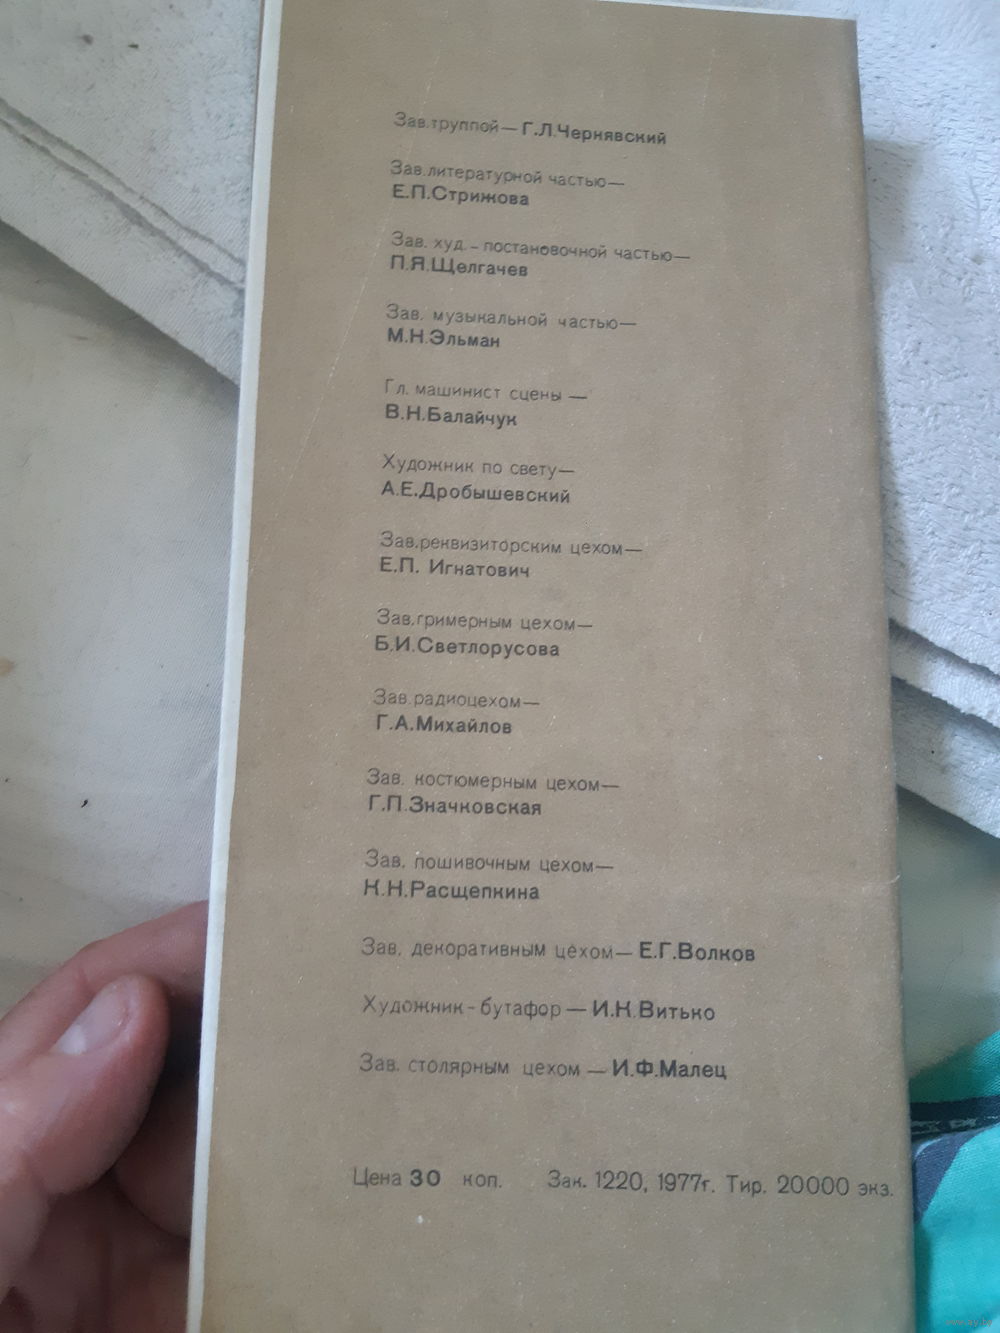 Зав.труппой — Г.Л.Чернявский
Зав.литературной частью —
Е.П.Стрижова
Зав. худ.- постановочной частью —
П.Я.Щелгачев
Зав. музыкальной частью —
М.Н.Эльман
Гл. машинист сцены —
В.Н.Балайчук
Художник по свету —
А.Е.Дробышевский
Зав.реквизиторским цехом —
Е.П. Игнатович
Зав.гримерным цехом —
Б.И.Светлорусова
Зав.радиоцехом —
Г.А.Михайлов
Зав. костюмерным цехом —
Г.П.Значковская
Зав. пошивочным цехом —
К.Н.Расщепкина
Зав. декоративным цехом — Е.Г.Волков
Художник - бутафор — И.К.Витько
Зав. столярным цехом — И.Ф.Малец
Цена 30 коп. Зак. 1220, 1977г. Тир. 20000 экз.
www.ay.by